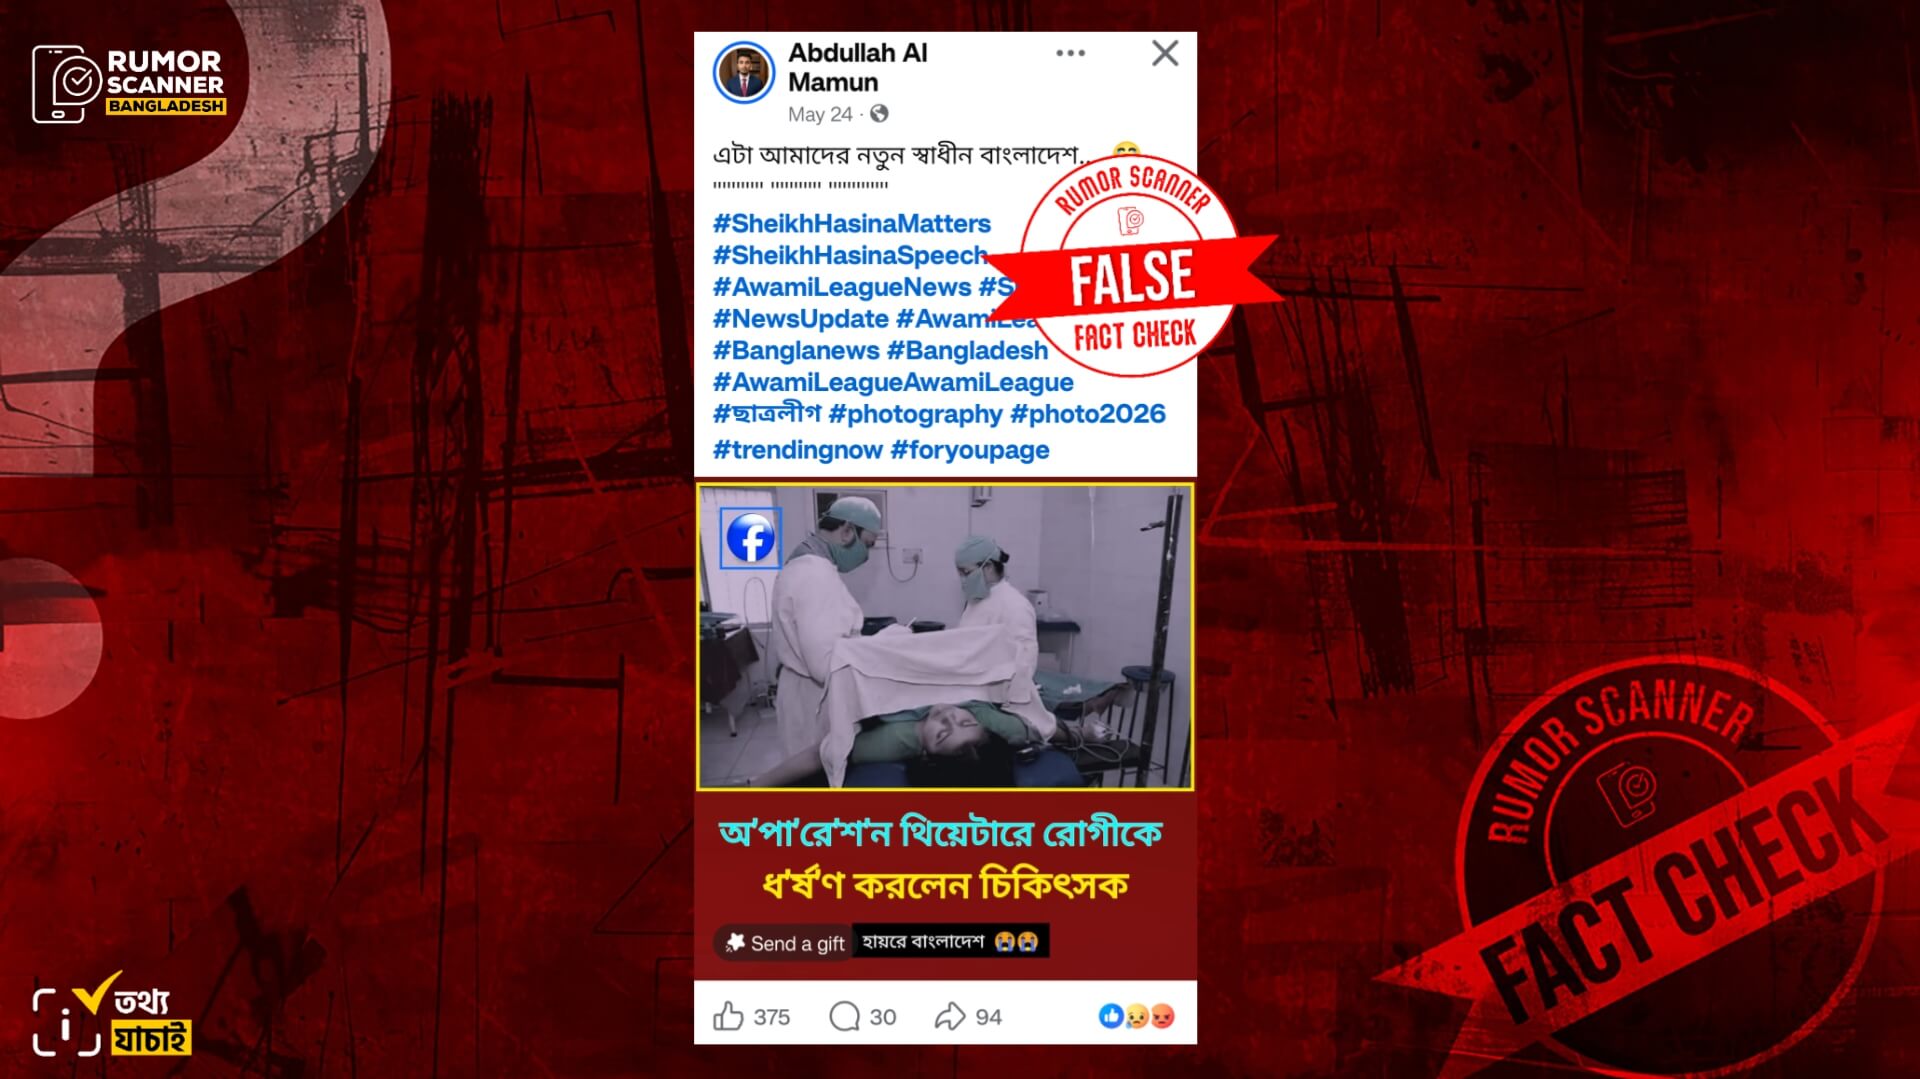 RUMOR
SCANNER
BANGLADESH
Abdullah Al
Mamun
May 24
এটা আমাদের নতুন স্বাধীন বাংলাদেশ..
#SheikhHasinaMatters
#SheikhHasinaSpeech
#AwamiLeagueNews #S
#NewsUpdate #AwamiLea
#Banglanews #Bangladesh
#AwamiLeagueAwamiLeague
#ছাত্রলীগ #photography #photo2026
#trendingnow #foryoupage
RUMOR SCANNER
FALSE
FACT CHECK
অ'পা'রে'শ'ন থিয়েটারে রোগীকে
ধ'র্ষ'ণ করলেন চিকিৎসক
Send a gift
হায়রে বাংলাদেশ 😭😭
375 30 94
তথ্য
যাচাই
RUMOR SCANNER
FACT CHECK